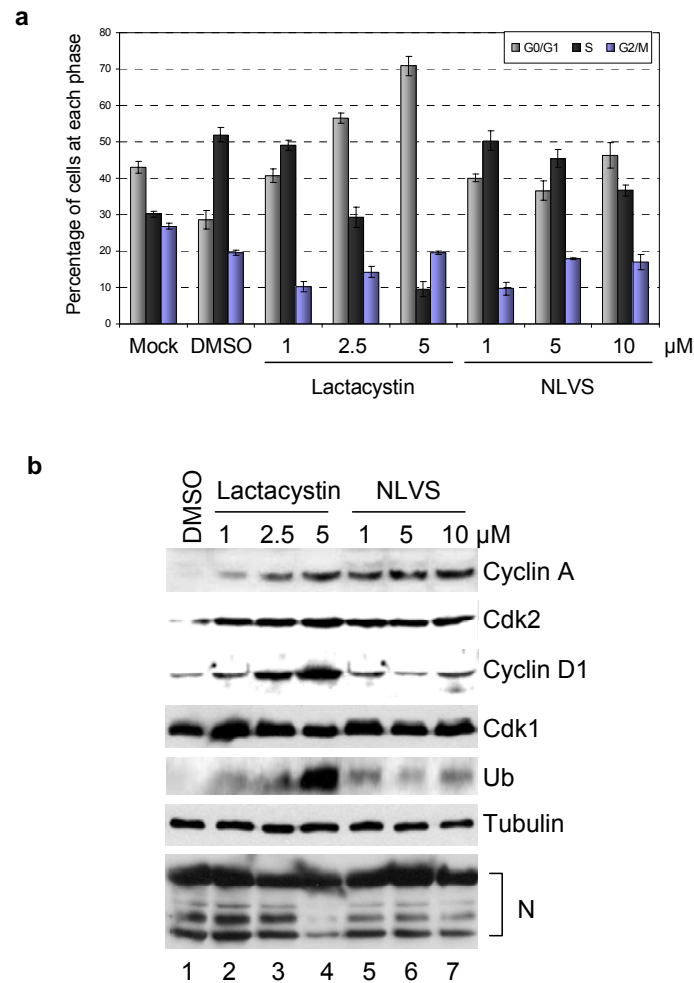 a
80
70
60
50
40
30
20
10
0
Percentage of cells at each phase
G0/G1 S G2/M
Mock DMSO 1 2.5 5 1 5 10 µM
Lactacystin NLVS
b
DMSO
Lactacystin NLVS
1 2.5 5 1 5 10 µM
Cyclin A
Cdk2
Cyclin D1
Cdk1
Ub
Tubulin
N
1 2 3 4 5 6 7